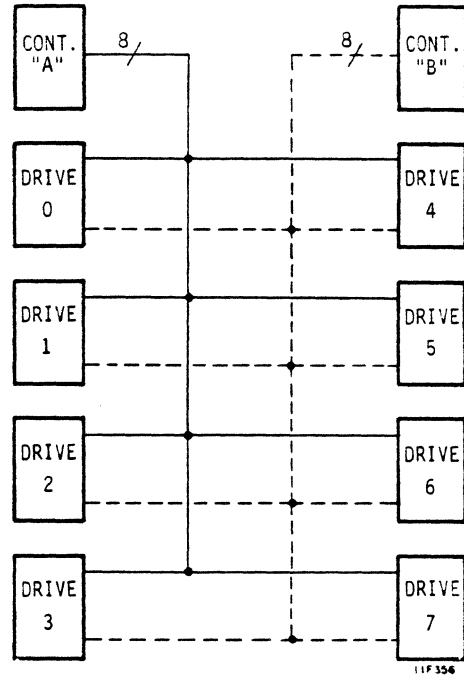 CONT.
"A"
8
8
CONT.
"B"
DRIVE
0
DRIVE
4
DRIVE
1
DRIVE
5
DRIVE
2
DRIVE
6
DRIVE
3
DRIVE
7
11F356